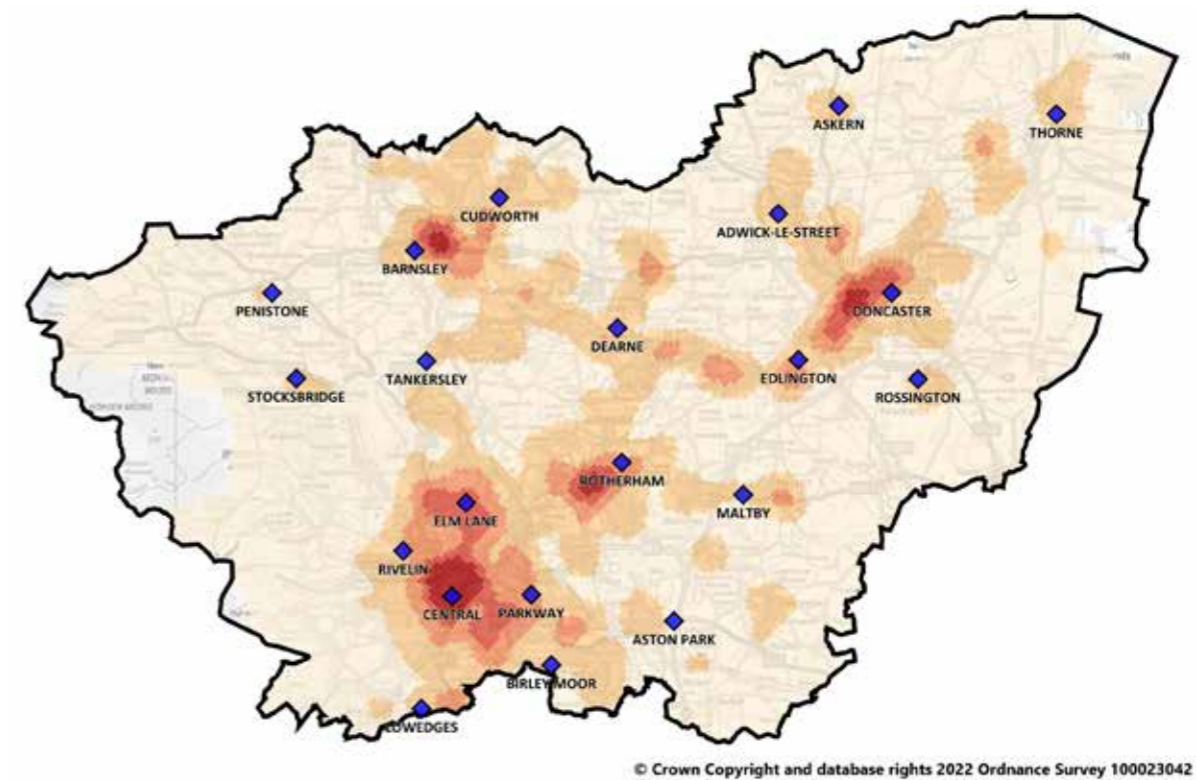 ASKERN
THORNE
CUDWORTH
ADWICK-LE-STREET
BARNSLEY
PENISTONE
DONCASTER
DEARNE
TANKERSLEY
EDLINGTON
STOCKSBRIDGE
ROSSINGTON
ROTHERHAM
MALTBY
ELM LANE
RIVELIN
CENTRAL
PARKWAY
ASTON PARK
BIRLEY MOOR
LOWEDGES
© Crown Copyright and database rights 2022 Ordnance Survey 100023042